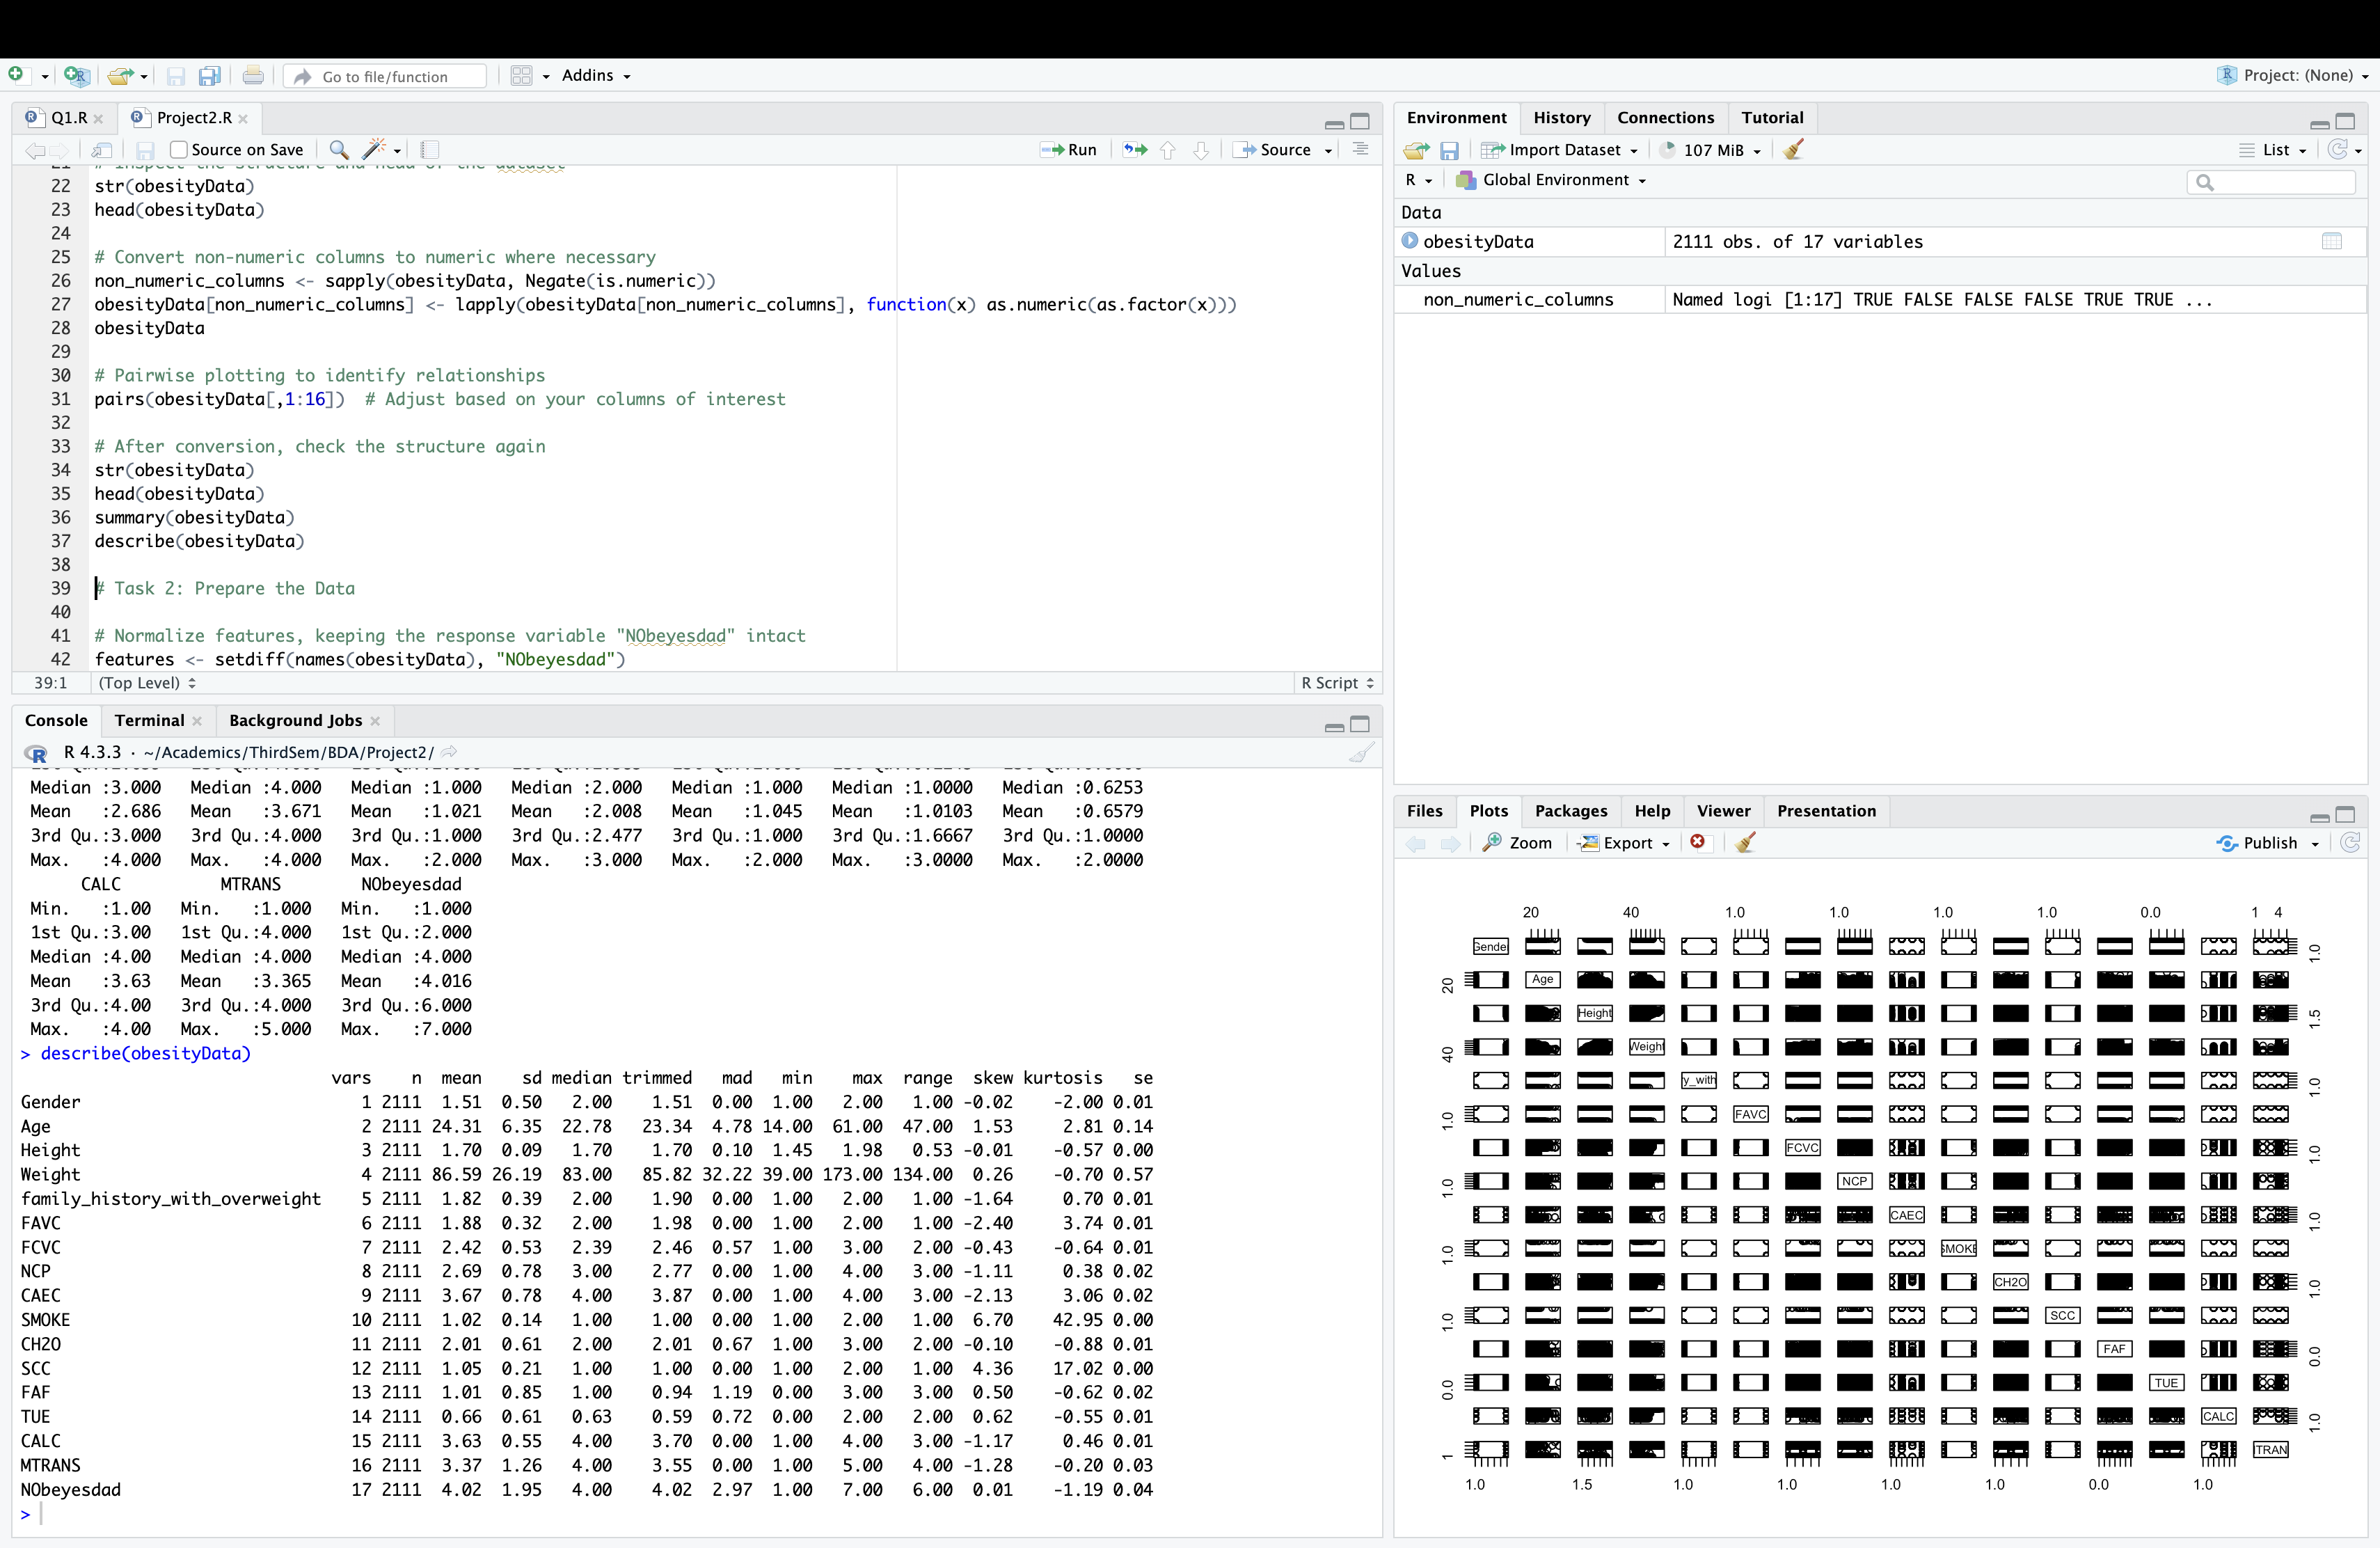 Go to file/function
Addins
Project: (None)
Q1.R
Project2.R
Source on Save
Run
Source
22 str(obesityData)
23 head(obesityData)
24
25 # Convert non-numeric columns to numeric where necessary
26 non_numeric_columns <- sapply(obesityData, Negate(is.numeric))
27 obesityData[non_numeric_columns] <- lapply(obesityData[non_numeric_columns], function(x) as.numeric(as.factor(x)))
28 obesityData
29
30 # Pairwise plotting to identify relationships
31 pairs(obesityData[,1:16])  # Adjust based on your columns of interest
32
33 # After conversion, check the structure again
34 str(obesityData)
35 head(obesityData)
36 summary(obesityData)
37 describe(obesityData)
38
39 # Task 2: Prepare the Data
40
41 # Normalize features, keeping the response variable "NObeyesdad" intact
42 features <- setdiff(names(obesityData), "NObeyesdad")
39:1 (Top Level) R Script
Console Terminal Background Jobs
R 4.3.3 · ~/Academics/ThirdSem/BDA/Project2/
Median :3.000 Median :4.000 Median :1.000 Median :2.000 Median :1.000 Median :1.0000 Median :0.6253
Mean :2.686 Mean :3.671 Mean :1.021 Mean :2.008 Mean :1.045 Mean :1.0103 Mean :0.6579
3rd Qu.:3.000 3rd Qu.:4.000 3rd Qu.:1.000 3rd Qu.:2.477 3rd Qu.:1.000 3rd Qu.:1.6667 3rd Qu.:1.0000
Max. :4.000 Max. :4.000 Max. :2.000 Max. :3.000 Max. :2.000 Max. :3.0000 Max. :2.0000
CALC MTRANS NObeyesdad
Min. :1.00 Min. :1.000 Min. :1.000
1st Qu.:3.00 1st Qu.:4.000 1st Qu.:2.000
Median :4.00 Median :4.000 Median :4.000
Mean :3.63 Mean :3.365 Mean :4.016
3rd Qu.:4.00 3rd Qu.:4.000 3rd Qu.:6.000
Max. :4.00 Max. :5.000 Max. :7.000
> describe(obesityData)
vars n mean sd median trimmed mad min max range skew kurtosis se
Gender 1 2111 1.51 0.50 2.00 1.51 0.00 1.00 2.00 1.00 -0.02 -2.00 0.01
Age 2 2111 24.31 6.35 22.78 23.34 4.78 14.00 61.00 47.00 1.53 2.81 0.14
Height 3 2111 1.70 0.09 1.70 1.70 0.10 1.45 1.98 0.53 -0.01 -0.57 0.00
Weight 4 2111 86.59 26.19 83.00 85.82 32.22 39.00 173.00 134.00 0.26 -0.70 0.57
family_history_with_overweight 5 2111 1.82 0.39 2.00 1.90 0.00 1.00 2.00 1.00 -1.64 0.70 0.01
FAVC 6 2111 1.88 0.32 2.00 1.98 0.00 1.00 2.00 1.00 -2.40 3.74 0.01
FCVC 7 2111 2.42 0.53 2.39 2.46 0.57 1.00 3.00 2.00 -0.43 -0.64 0.01
NCP 8 2111 2.69 0.78 3.00 2.77 0.00 1.00 4.00 3.00 -1.11 0.38 0.02
CAEC 9 2111 3.67 0.78 4.00 3.87 0.00 1.00 4.00 3.00 -2.13 3.06 0.02
SMOKE 10 2111 1.02 0.14 1.00 1.00 0.00 1.00 2.00 1.00 6.70 42.95 0.00
CH2O 11 2111 2.01 0.61 2.00 2.01 0.67 1.00 3.00 2.00 -0.10 -0.88 0.01
SCC 12 2111 1.05 0.21 1.00 1.00 0.00 1.00 2.00 1.00 4.36 17.02 0.00
FAF 13 2111 1.01 0.85 1.00 0.94 1.19 0.00 3.00 3.00 0.50 -0.62 0.02
TUE 14 2111 0.66 0.61 0.63 0.59 0.72 0.00 2.00 2.00 0.62 -0.55 0.01
CALC 15 2111 3.63 0.55 4.00 3.70 0.00 1.00 4.00 3.00 -1.17 0.46 0.01
MTRANS 16 2111 3.37 1.26 4.00 3.55 0.00 1.00 5.00 4.00 -1.28 -0.20 0.03
NObeyesdad 17 2111 4.02 1.95 4.00 4.02 2.97 1.00 7.00 6.00 0.01 -1.19 0.04
>
Environment History Connections Tutorial
Import Dataset 107 MiB List
R Global Environment
Data
obesityData 2111 obs. of 17 variables
Values
non_numeric_columns Named logi [1:17] TRUE FALSE FALSE FALSE TRUE TRUE ...
Files Plots Packages Help Viewer Presentation
Zoom Export Publish
20 40 1.0 1.0 1.0 1.0 0.0 1 4
Gender 1.0
20 Age
Height 1.5
40 Weight
y_with 1.0
1.0 FAVC
FCVC 1.0
1.0 NCP
CAEC 1.0
1.0 SMOKE
CH2O 1.0
1.0 SCC
FAF 0.0
0.0 TUE
CALC 1.0
1 TRAN
1.0 1.5 1.0 1.0 1.0 1.0 0.0 1.0